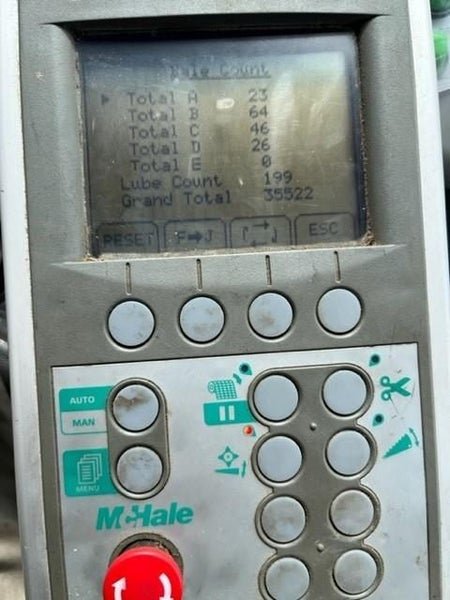 Bale Count
Total A 23
Total B 64
Total C 46
Total D 26
Total E 0
Lube Count 199
Grand Total 35522
RESET F➡J ESC
AUTO
MAN
MENU
McHale